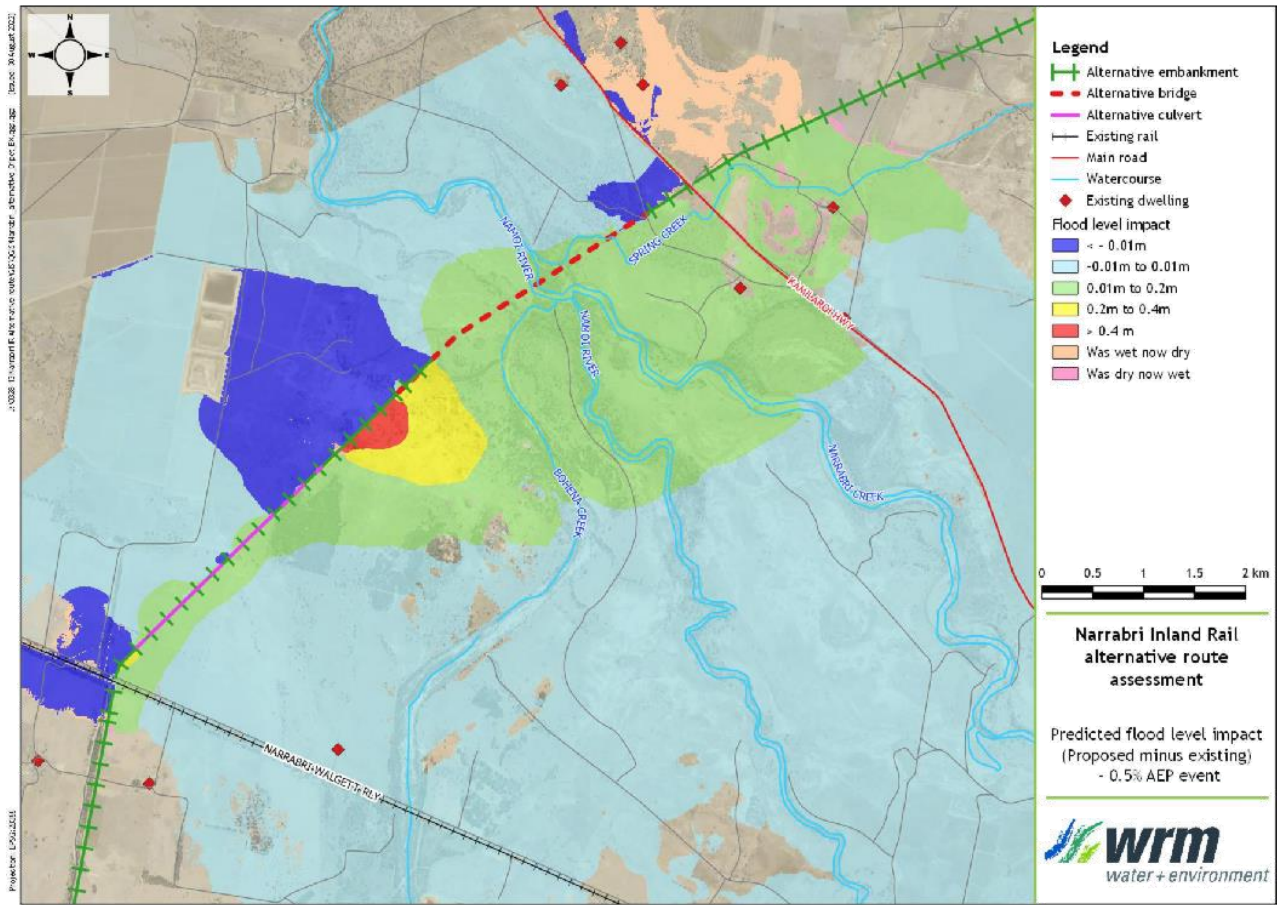 N
W
E
S
NAMOI RIVER
SPRING CREEK
KAMILAROI HWY
NAMOI RIVER
BOHENA CREEK
NARRABRI CREEK
NARRABRI WALGETT RLY
Legend
Alternative embankment
Alternative bridge
Alternative culvert
Existing rail
Main road
Watercourse
Existing dwelling
Flood level impact
< - 0.01m
-0.01m to 0.01m
0.01m to 0.2m
0.2m to 0.4m
> 0.4 m
Was wet now dry
Was dry now wet
0 0.5 1 1.5 2 km
Narrabri Inland Rail
alternative route
assessment
Predicted flood level impact
(Proposed minus existing)
- 0.5% AEP event
wrm
water + environment